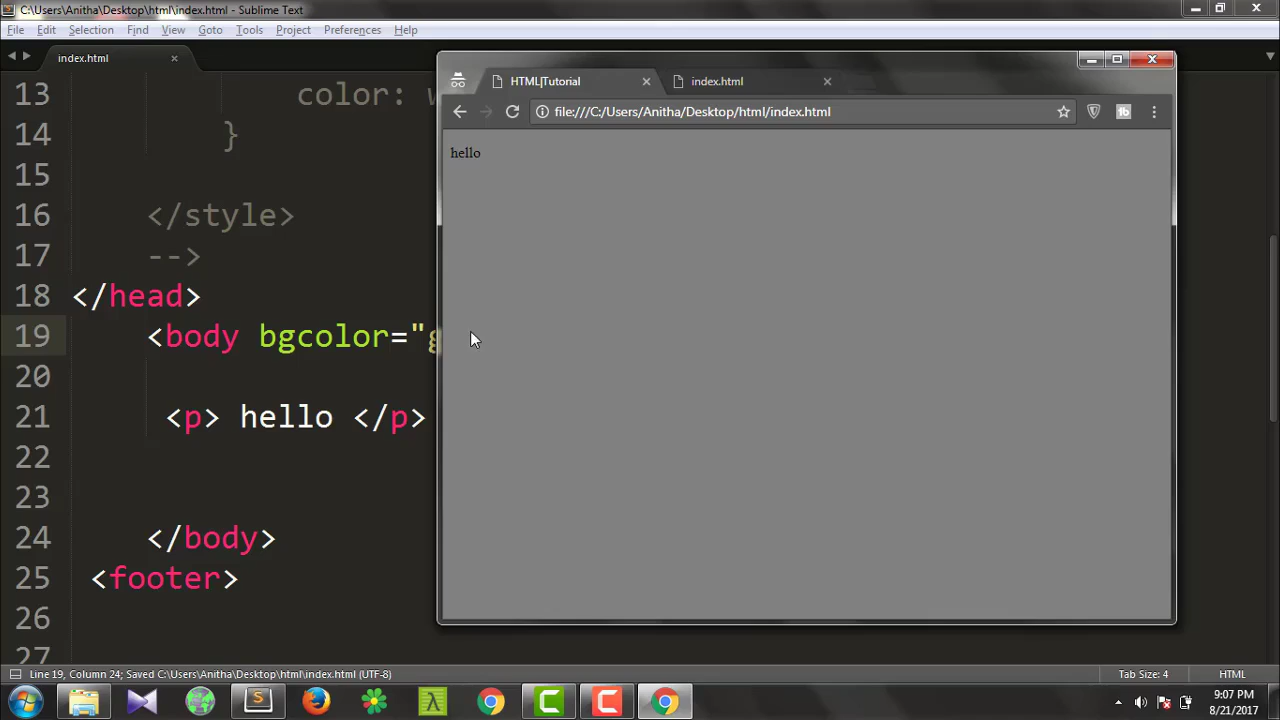 C:\Users\Anitha\Desktop\html\index.html - Sublime Text
File Edit Selection Find View Goto Tools Project Preferences Help
index.html
HTML|Tutorial
index.html
file:///C:/Users/Anitha/Desktop/html/index.html
hello
13 color:
14 }
15
16 </style>
17 -->
18 </head>
19 <body bgcolor="g
20
21 <p> hello </p>
22
23
24 </body>
25 <footer>
26
27
Line 19, Column 24; Saved C:\Users\Anitha\Desktop\html\index.html (UTF-8)
Tab Size: 4
HTML
9:07 PM
8/21/2017